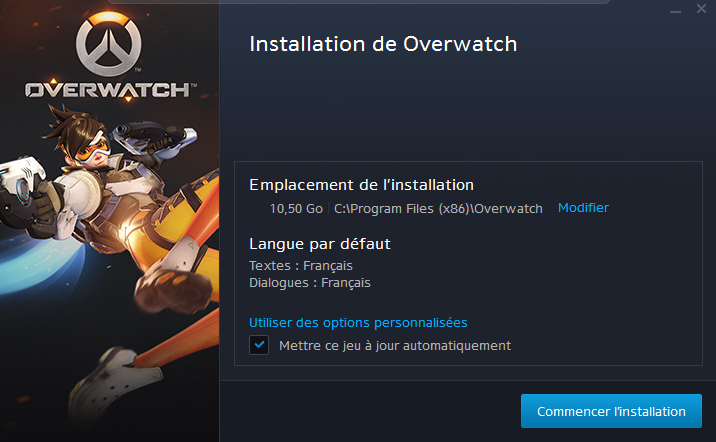 OVERWATCH™
Installation de Overwatch
Emplacement de l'installation
10,50 Go C:\Program Files (x86)\Overwatch Modifier
Langue par défaut
Textes : Français
Dialogues : Français
Utiliser des options personnalisées
Mettre ce jeu à jour automatiquement
Commencer l'installation